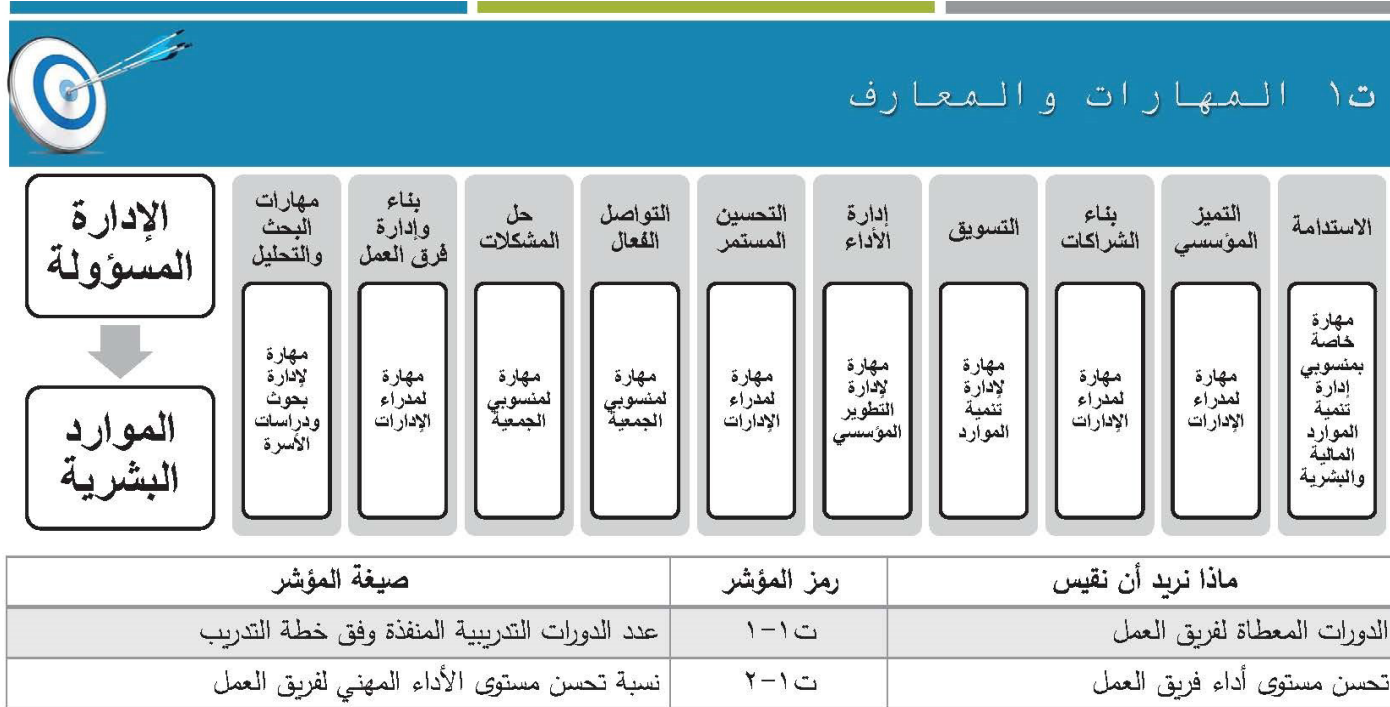 ت١ المهارات والمعارف
الاستدامة
مهارة
خاصة
بمنسوبي
إدارة
تنمية
الموارد
المالية
والبشرية
التميز
المؤسسي
مهارة
لمدراء
الإدارات
بناء
الشراكات
مهارة
لمدراء
الإدارات
التسويق
مهارة
لإدارة
تنمية
الموارد
إدارة
الأداء
مهارة
لإدارة
التطوير
المؤسسي
التحسين
المستمر
مهارة
لمدراء
الإدارات
التواصل
الفعال
مهارة
لمنسوبي
الجمعية
حل
المشكلات
مهارة
لمنسوبي
الجمعية
بناء
وإدارة
فرق العمل
مهارة
لمدراء
الإدارات
مهارات
البحث
والتحليل
مهارة
لإدارة
بحوث
ودراسات
الأسرة
الإدارة
المسؤولة
الموارد
البشرية
ماذا نريد أن نقيس رمز المؤشر صيغة المؤشر
الدورات المعطاة لفريق العمل ت١-١ عدد الدورات التدريبية المنفذة وفق خطة التدريب
تحسن مستوى أداء فريق العمل ت١-٢ نسبة تحسن مستوى الأداء المهني لفريق العمل